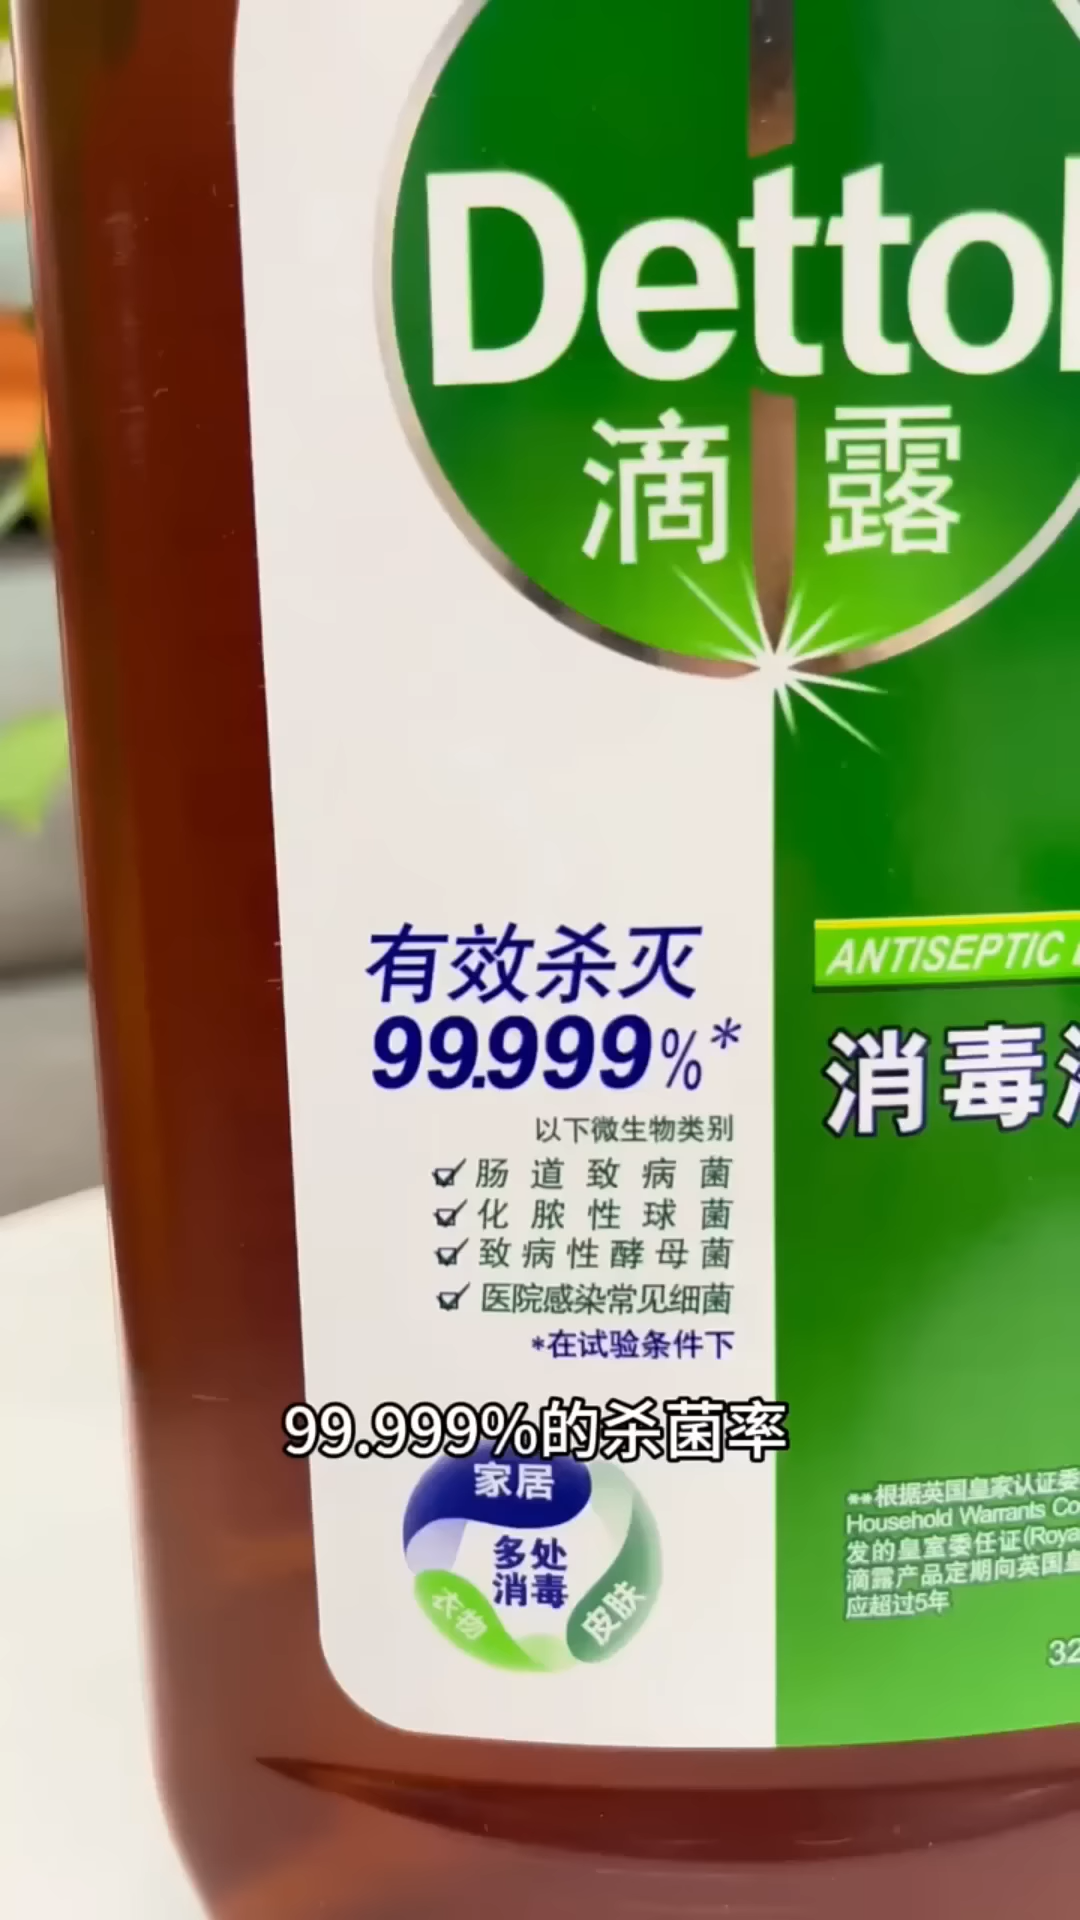 Dettol
滴露
有效杀灭
99.999%*
以下微生物类别
肠道致病菌
化脓性球菌
致病性酵母菌
医院感染常见细菌
*在试验条件下
99.999%的杀菌率
家居
多处
消毒
衣物
皮肤
ANTISEPTIC
消毒
**根据英国皇家认证委
Household Warrants Co
发的皇室委任证(Roya
滴露产品定期向英国皇
应超过5年
32